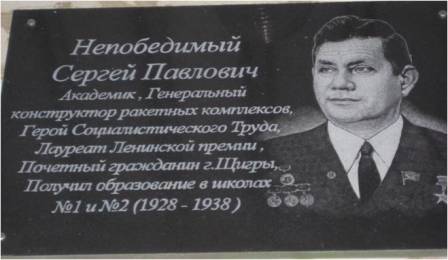 Непобедимый
Сергей Павлович
Академик , Генеральный
конструктор ракетных комплексов,
Герой Социалистического Труда,
Лауреат Ленинской премии ,
Почетный гражданин г.Щигры,
Получил образование в школах
№1 и №2 (1928 - 1938 )